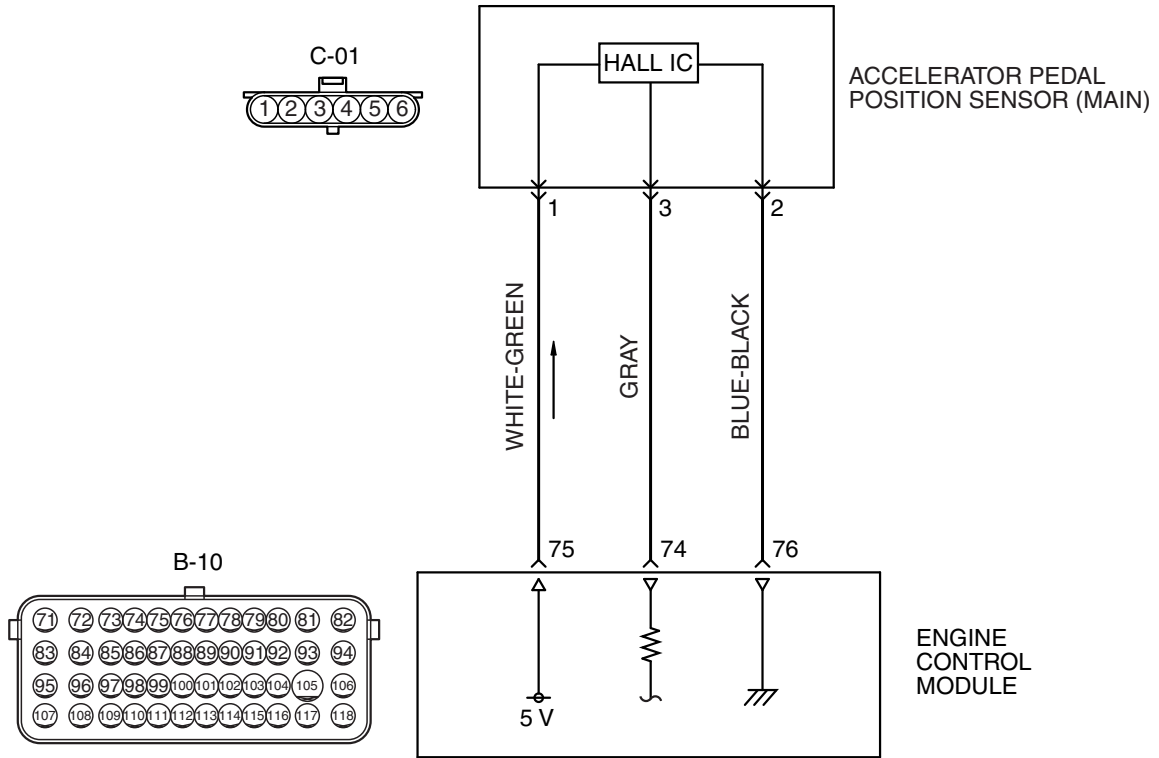 C-01
1 2 3 4 5 6
HALL IC
ACCELERATOR PEDAL
POSITION SENSOR (MAIN)
1 3 2
WHITE-GREEN
GRAY
BLUE-BLACK
75 74 76
B-10
71 72 73 74 75 76 77 78 79 80 81 82
83 84 85 86 87 88 89 90 91 92 93 94
95 96 97 98 99 100 101 102 103 104 105 106
107 108 109 110 111 112 113 114 115 116 117 118
5 V
ENGINE
CONTROL
MODULE